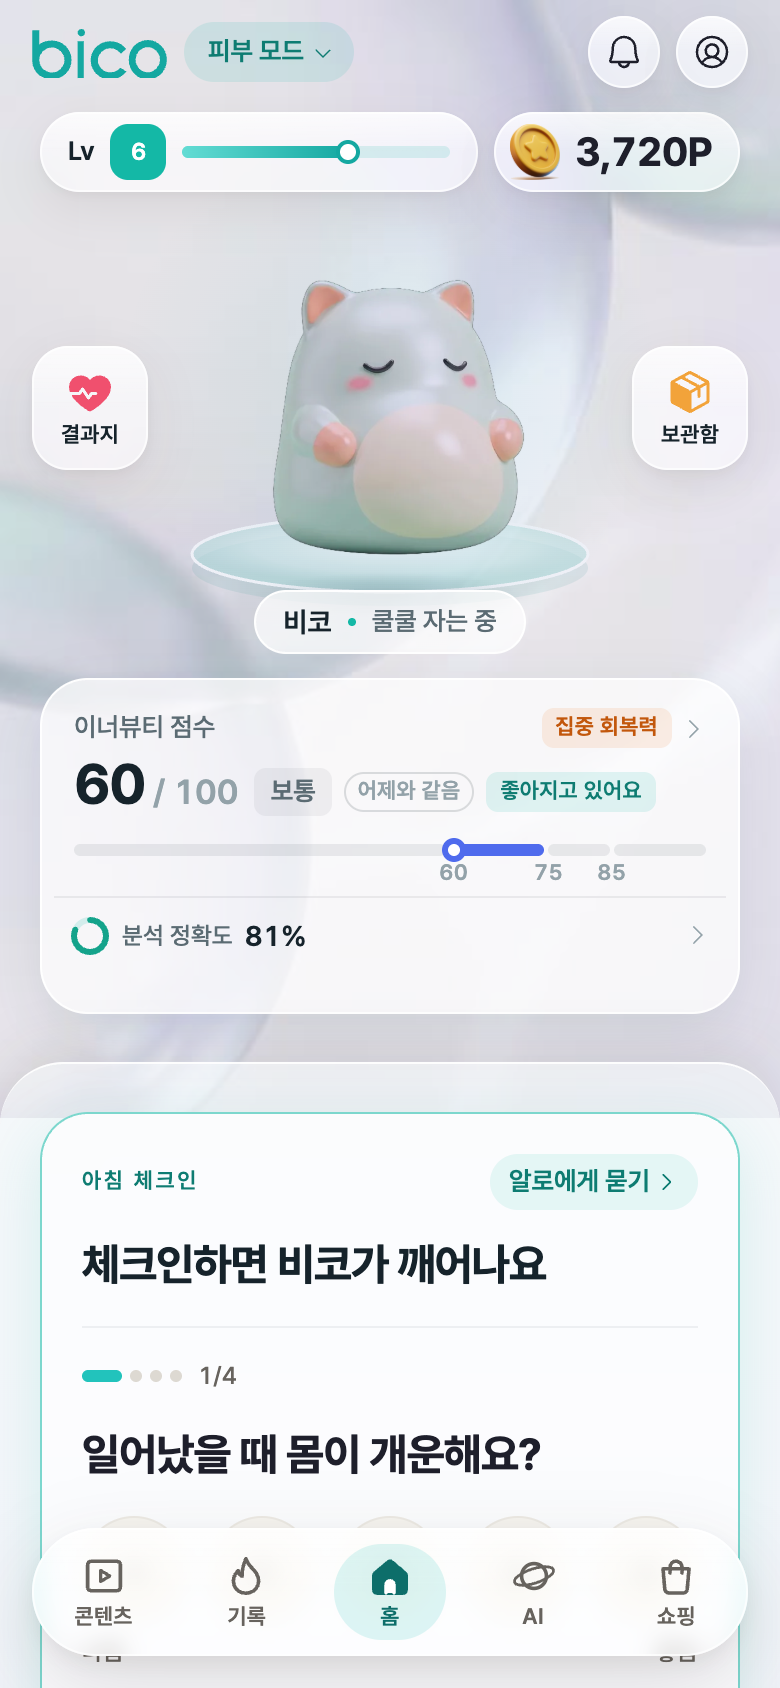 bico
피부 모드
Lv 6
3,720P
결과지
보관함
비코 • 쿨쿨 자는 중
이너뷰티 점수
집중 회복력
60 / 100 보통 어제와 같음 좋아지고 있어요
60 75 85
분석 정확도 81%
아침 체크인
알로에게 묻기
체크인하면 비코가 깨어나요
1/4
일어났을 때 몸이 개운해요?
콘텐츠
기록
홈
AI
쇼핑